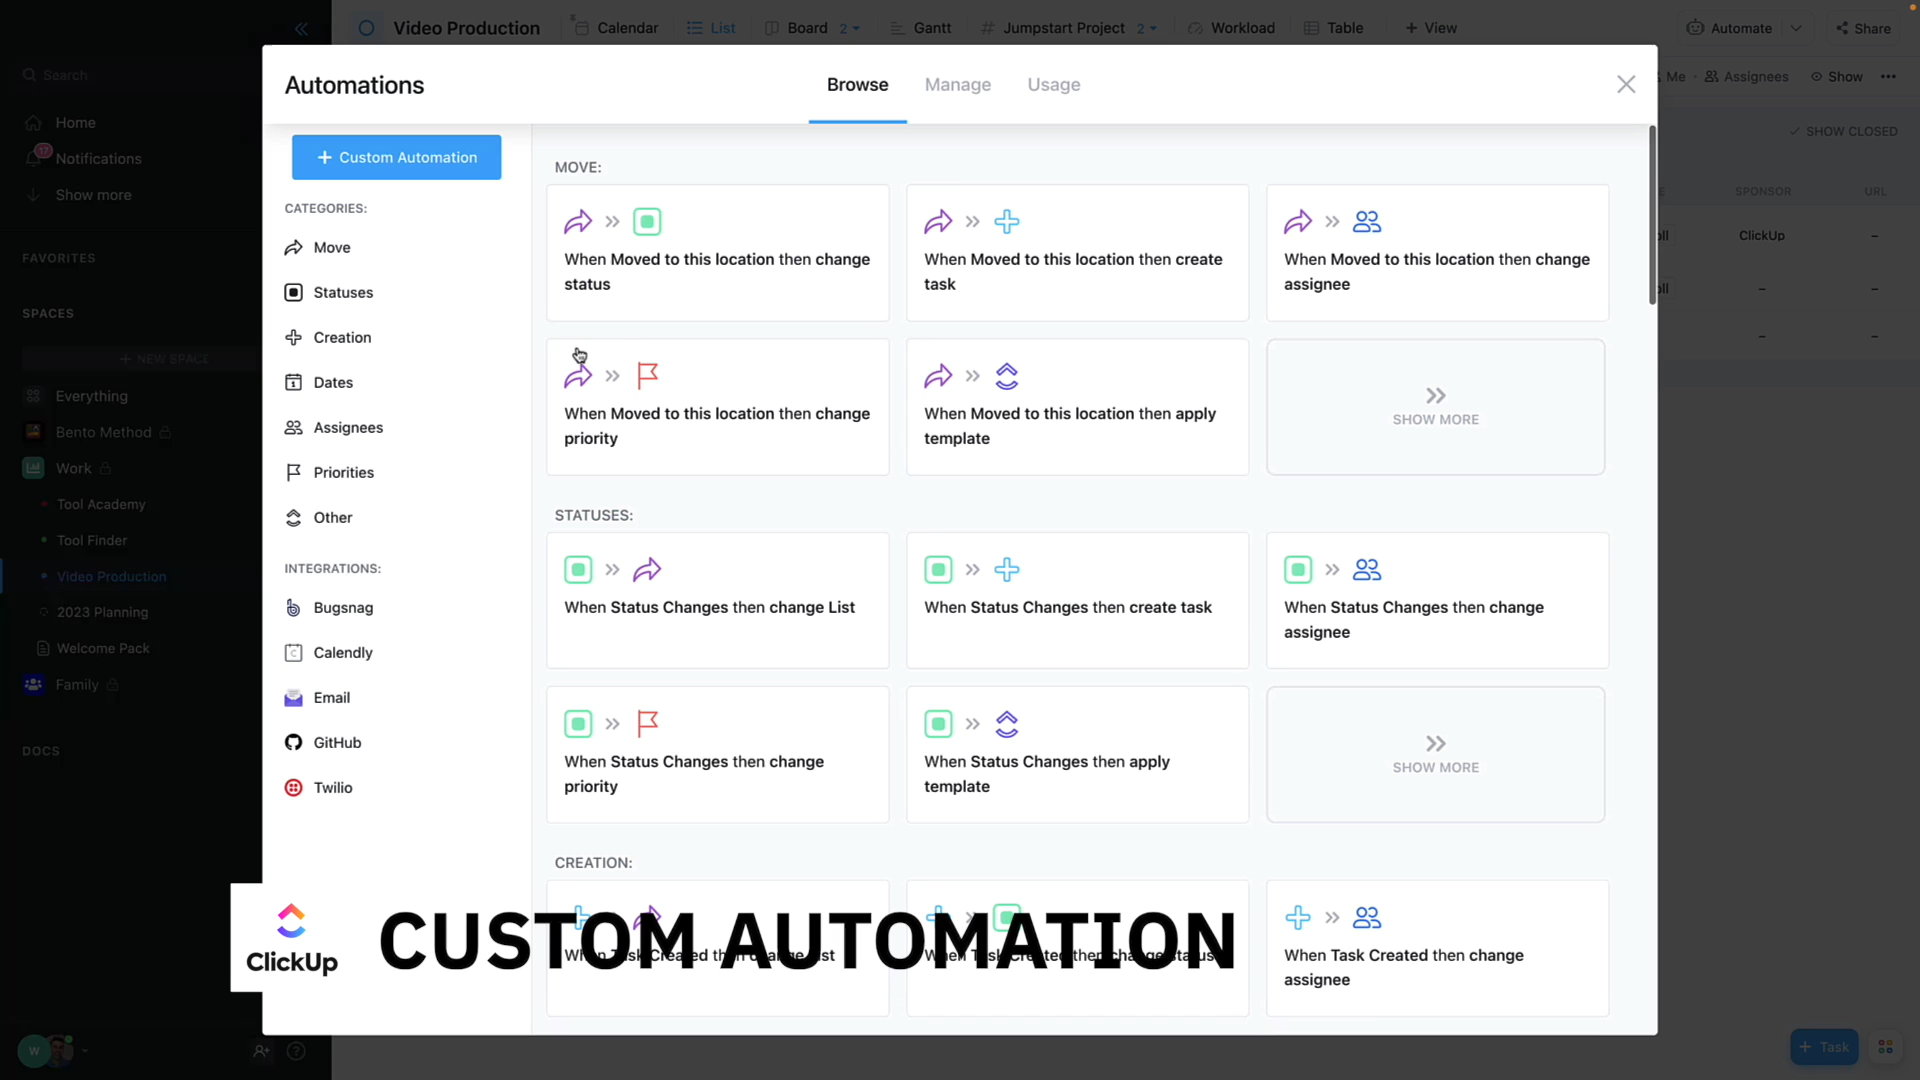 Video Production
Calendar
List
Board 2
Gantt
Jumpstart Project 2
Workload
Table
+ View
Automate
Share
Search
Home
17
Notifications
Show more
FAVORITES
SPACES
+ NEW SPACE
Everything
Bento Method
Work
Tool Academy
Tool Finder
Video Production
2023 Planning
Welcome Pack
Family
DOCS
W
Me
Assignees
Show
SHOW CLOSED
SPONSOR
URL
ClickUp
–
–
–
–
–
+ Task
Automations
Browse
Manage
Usage
+ Custom Automation
CATEGORIES:
Move
Statuses
Creation
Dates
Assignees
Priorities
Other
INTEGRATIONS:
Bugsnag
Calendly
Email
GitHub
Twilio
MOVE:
When Moved to this location then change
status
When Moved to this location then create
task
When Moved to this location then change
assignee
When Moved to this location then change
priority
When Moved to this location then apply
template
SHOW MORE
STATUSES:
When Status Changes then change List
When Status Changes then create task
When Status Changes then change
assignee
When Status Changes then change
priority
When Status Changes then apply
template
SHOW MORE
CREATION:
When Task Created then change List
When Task Created then change status
When Task Created then change
assignee
ClickUp
CUSTOM AUTOMATION